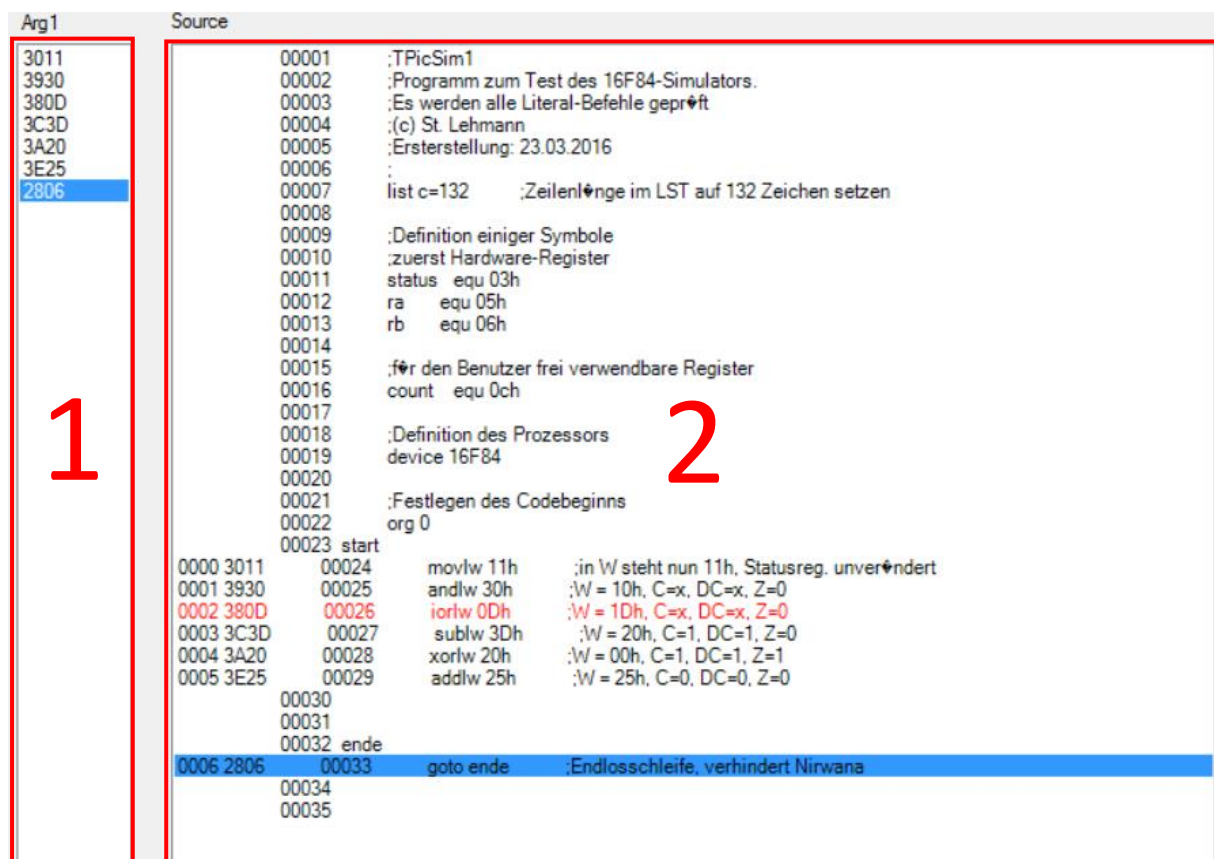 Arg1
3011
3930
380D
3C3D
3A20
3E25
2806
1
Source
00001 ;TPicSim1
00002 ;Programm zum Test des 16F84-Simulators.
00003 ;Es werden alle Literal-Befehle gepr�ft
00004 ;(c) St. Lehmann
00005 ;Ersterstellung: 23.03.2016
00006 ;
00007 list c=132 ;Zeilenl�nge im LST auf 132 Zeichen setzen
00008
00009 ;Definition einiger Symbole
00010 ;zuerst Hardware-Register
00011 status equ 03h
00012 ra equ 05h
00013 rb equ 06h
00014
00015 ;f�r den Benutzer frei verwendbare Register
00016 count equ 0ch
00017
00018 ;Definition des Prozessors
00019 device 16F84
00020
00021 ;Festlegen des Codebeginns
00022 org 0
00023 start
0000 3011 00024 movlw 11h ;in W steht nun 11h, Statusreg. unver�ndert
0001 3930 00025 andlw 30h ;W = 10h, C=x, DC=x, Z=0
0002 380D 00026 iorlw 0Dh ;W = 1Dh, C=x, DC=x, Z=0
0003 3C3D 00027 sublw 3Dh ;W = 20h, C=1, DC=1, Z=0
0004 3A20 00028 xorlw 20h ;W = 00h, C=1, DC=1, Z=1
0005 3E25 00029 addlw 25h ;W = 25h, C=0, DC=0, Z=0
00030
00031
00032 ende
0006 2806 00033 goto ende ;Endlosschleife, verhindert Nirwana
00034
00035
2